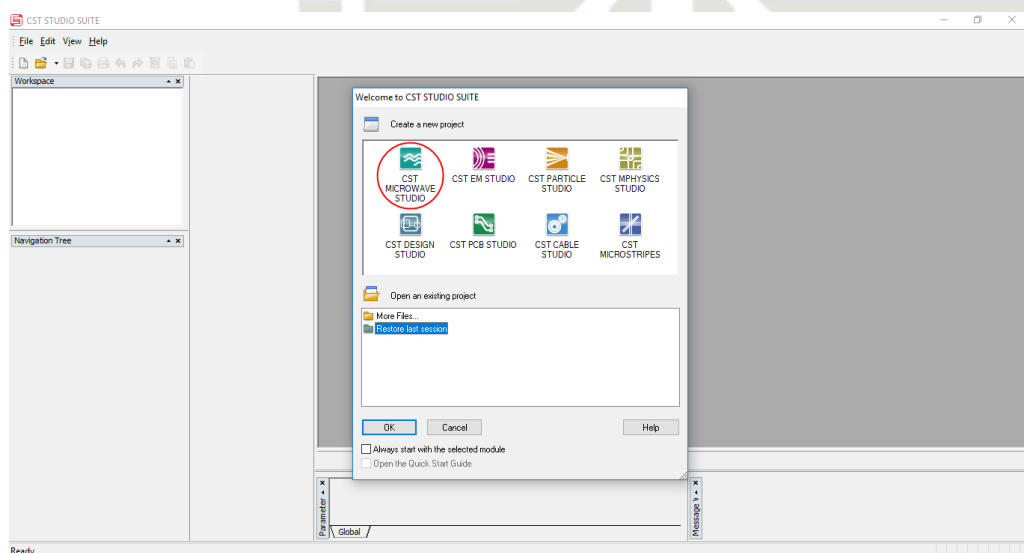 CST STUDIO SUITE
File Edit View Help
Workspace
Navigation Tree
Welcome to CST STUDIO SUITE
Create a new project
CST MICROWAVE STUDIO
CST EM STUDIO
CST PARTICLE STUDIO
CST MPHYSICS STUDIO
CST DESIGN STUDIO
CST PCB STUDIO
CST CABLE STUDIO
CST MICROSTRIPES
Open an existing project
More Files...
Restore last session
OK Cancel Help
Always start with the selected module
Open the Quick Start Guide
Parameter
Global
Message
Ready